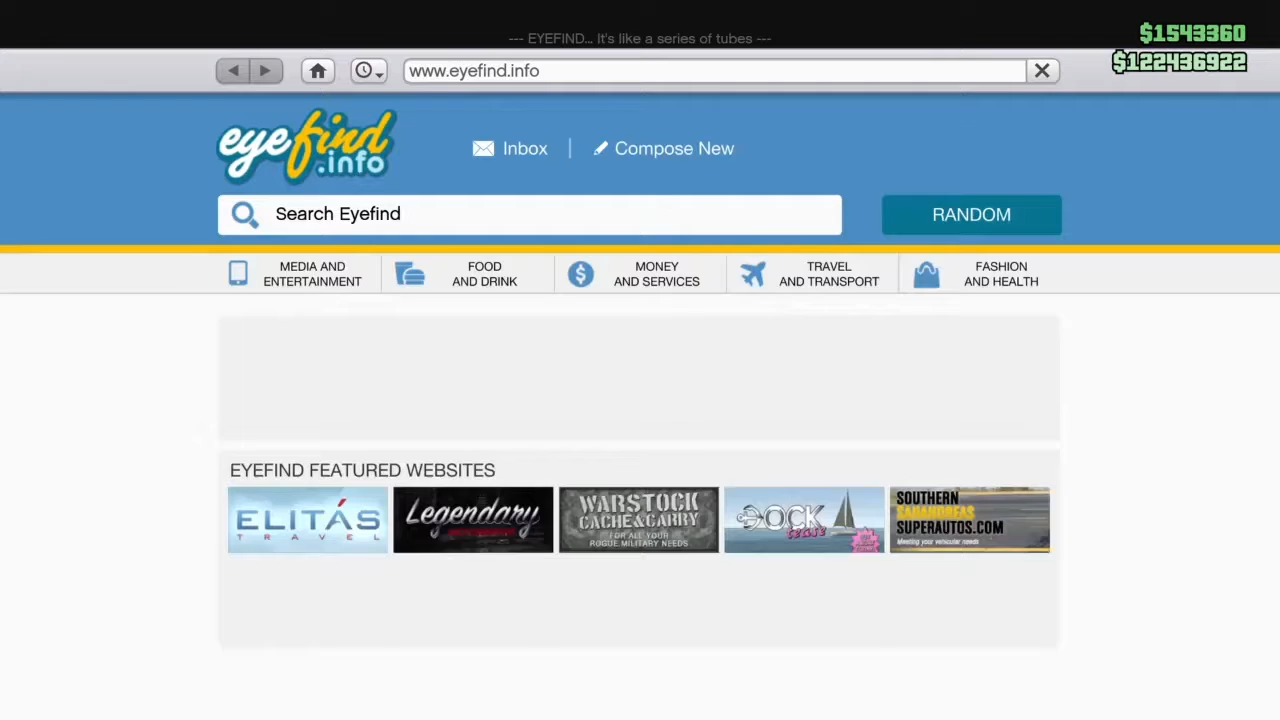 --- EYEFIND... It's like a series of tubes ---
$1543360
$122436922
www.eyefind.info
eyefind
.info
Inbox
Compose New
Search Eyefind
RANDOM
MEDIA AND
ENTERTAINMENT
FOOD
AND DRINK
MONEY
AND SERVICES
TRAVEL
AND TRANSPORT
FASHION
AND HEALTH
EYEFIND FEATURED WEBSITES
ELITÁS
TRAVEL
Legendary
WARSTOCK
CACHE&CARRY
FOR ALL YOUR
ROGUE MILITARY NEEDS
DOCK
tease
SOUTHERN
SANANDREAS
SUPERAUTOS.COM
Meeting your vehicular needs